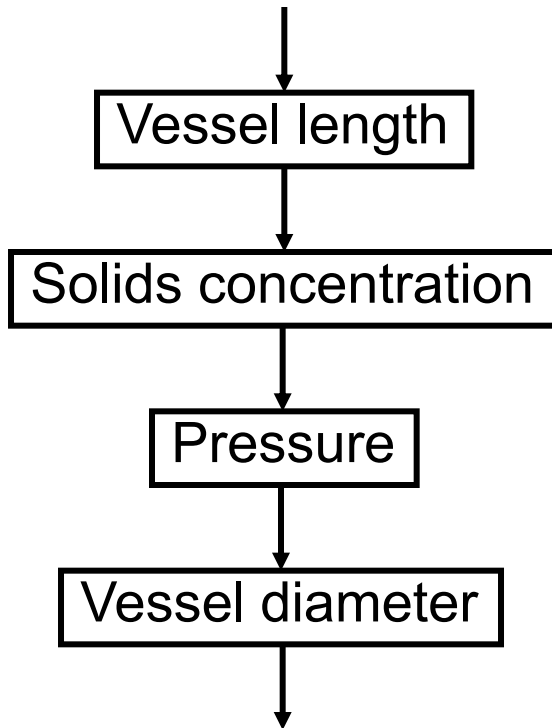 Vessel length
Solids concentration
Pressure
Vessel diameter